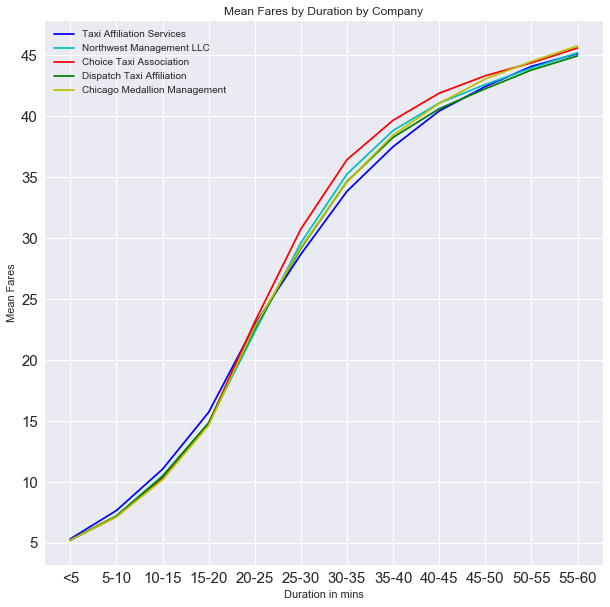 Mean Fares by Duration by Company
Taxi Affiliation Services
Northwest Management LLC
Choice Taxi Association
Dispatch Taxi Affiliation
Chicago Medallion Management
45
40
35
30
25
20
15
10
5
Mean Fares
<5 5-10 10-15 15-20 20-25 25-30 30-35 35-40 40-45 45-50 50-55 55-60
Duration in mins